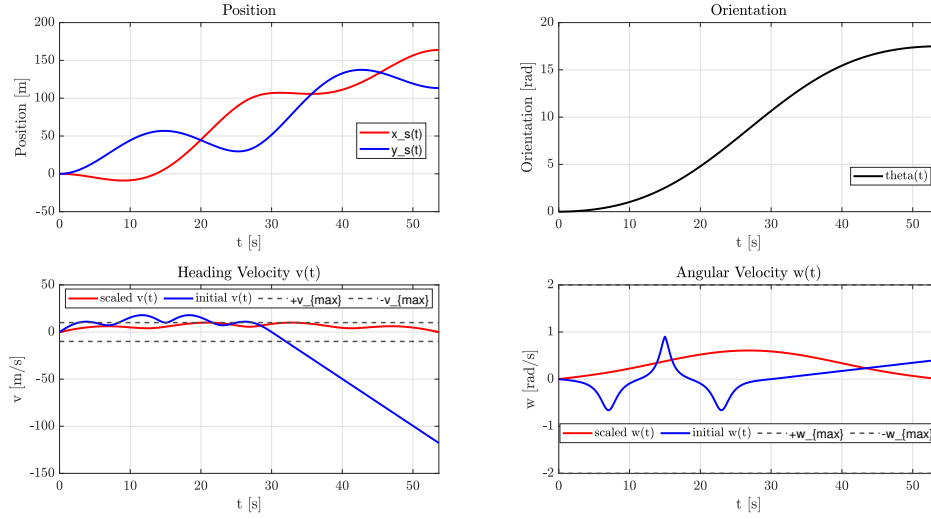 Position
200
150
100
50
0
-50
Position [m]
x_s(t)
y_s(t)
0 10 20 30 40 50
t [s]
Orientation
20
15
10
5
0
Orientation [rad]
theta(t)
0 10 20 30 40 50
t [s]
Heading Velocity v(t)
50
0
-50
-100
-150
v [m/s]
scaled v(t) initial v(t) +v_{max} -v_{max}
0 10 20 30 40 50
t [s]
Angular Velocity w(t)
2
1
0
-1
-2
w [rad/s]
scaled w(t) initial w(t) +w_{max} -w_{max}
0 10 20 30 40 50
t [s]